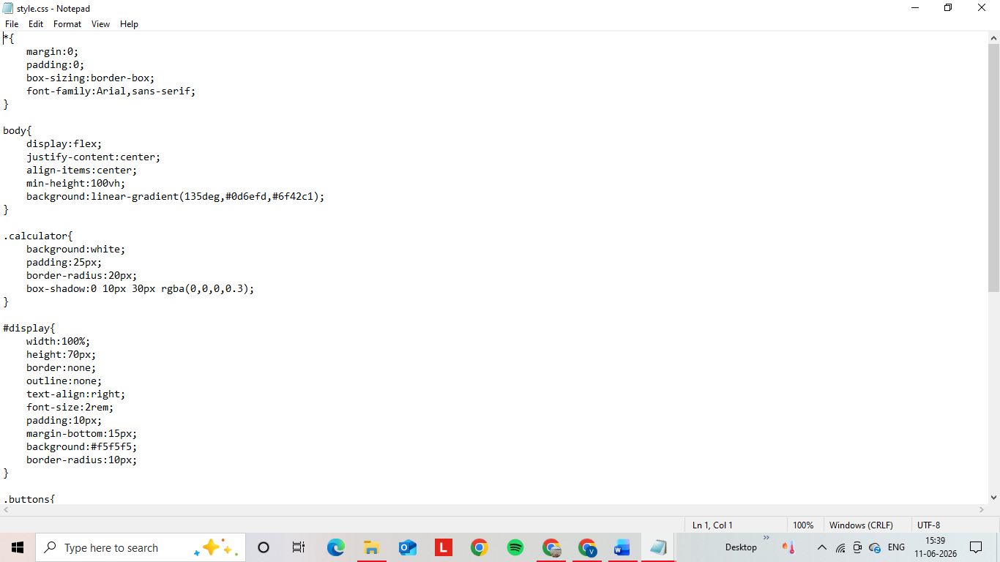 style.css - Notepad
File Edit Format View Help
*{
    margin:0;
    padding:0;
    box-sizing:border-box;
    font-family:Arial,sans-serif;
}

body{
    display:flex;
    justify-content:center;
    align-items:center;
    min-height:100vh;
    background:linear-gradient(135deg,#0d6efd,#6f42c1);
}

.calculator{
    background:white;
    padding:25px;
    border-radius:20px;
    box-shadow:0 10px 30px rgba(0,0,0,0.3);
}

#display{
    width:100%;
    height:70px;
    border:none;
    outline:none;
    text-align:right;
    font-size:2rem;
    padding:10px;
    margin-bottom:15px;
    background:#f5f5f5;
    border-radius:10px;
}

.buttons{
Ln 1, Col 1 100% Windows (CRLF) UTF-8
Type here to search L V W Desktop » ENG 15:39
11-06-2026